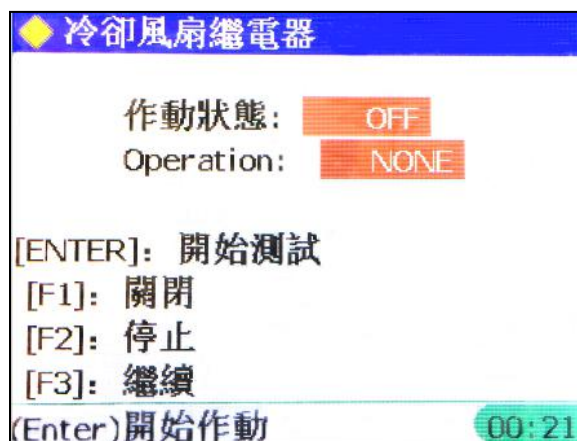 冷卻風扇繼電器
作動狀態: OFF
Operation: NONE
[ENTER]: 開始測試
[F1]: 關閉
[F2]: 停止
[F3]: 繼續
(Enter)開始作動 00:21